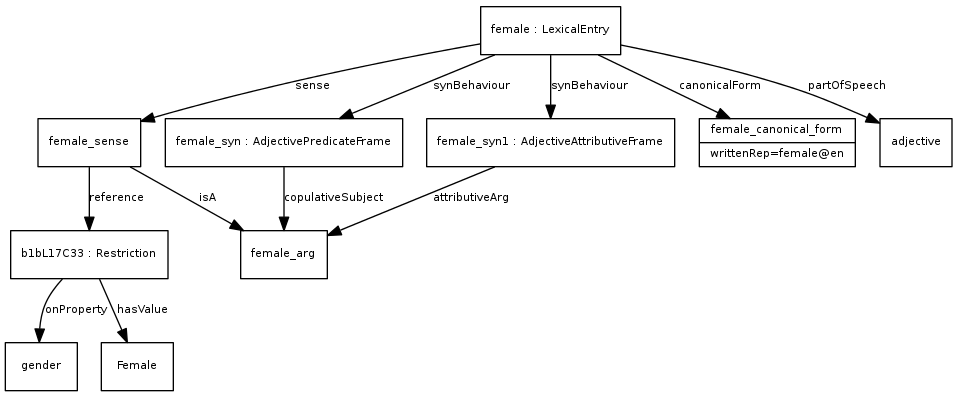 female : LexicalEntry
sense
synBehaviour
synBehaviour
canonicalForm
partOfSpeech
female_sense
female_syn : AdjectivePredicateFrame
female_syn1 : AdjectiveAttributiveFrame
female_canonical_form
writtenRep=female@en
adjective
reference
isA
copulativeSubject
attributiveArg
b1bL17C33 : Restriction
female_arg
onProperty
hasValue
gender
Female